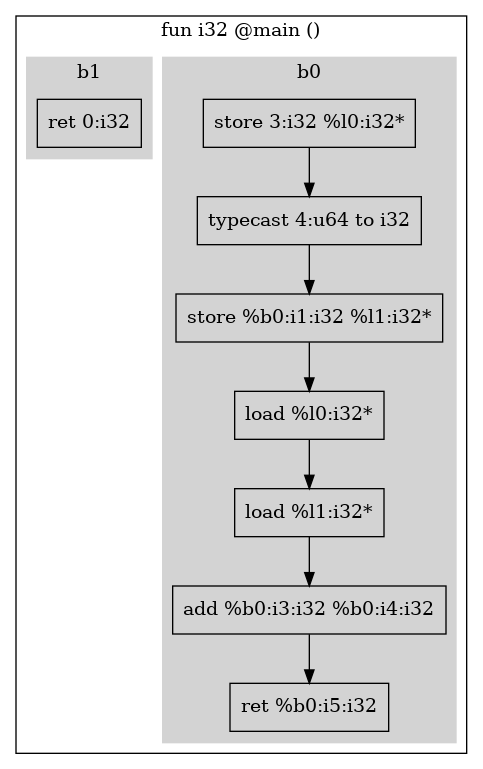 fun i32 @main ()
b1
ret 0:i32
b0
store 3:i32 %l0:i32*
typecast 4:u64 to i32
store %b0:i1:i32 %l1:i32*
load %l0:i32*
load %l1:i32*
add %b0:i3:i32 %b0:i4:i32
ret %b0:i5:i32